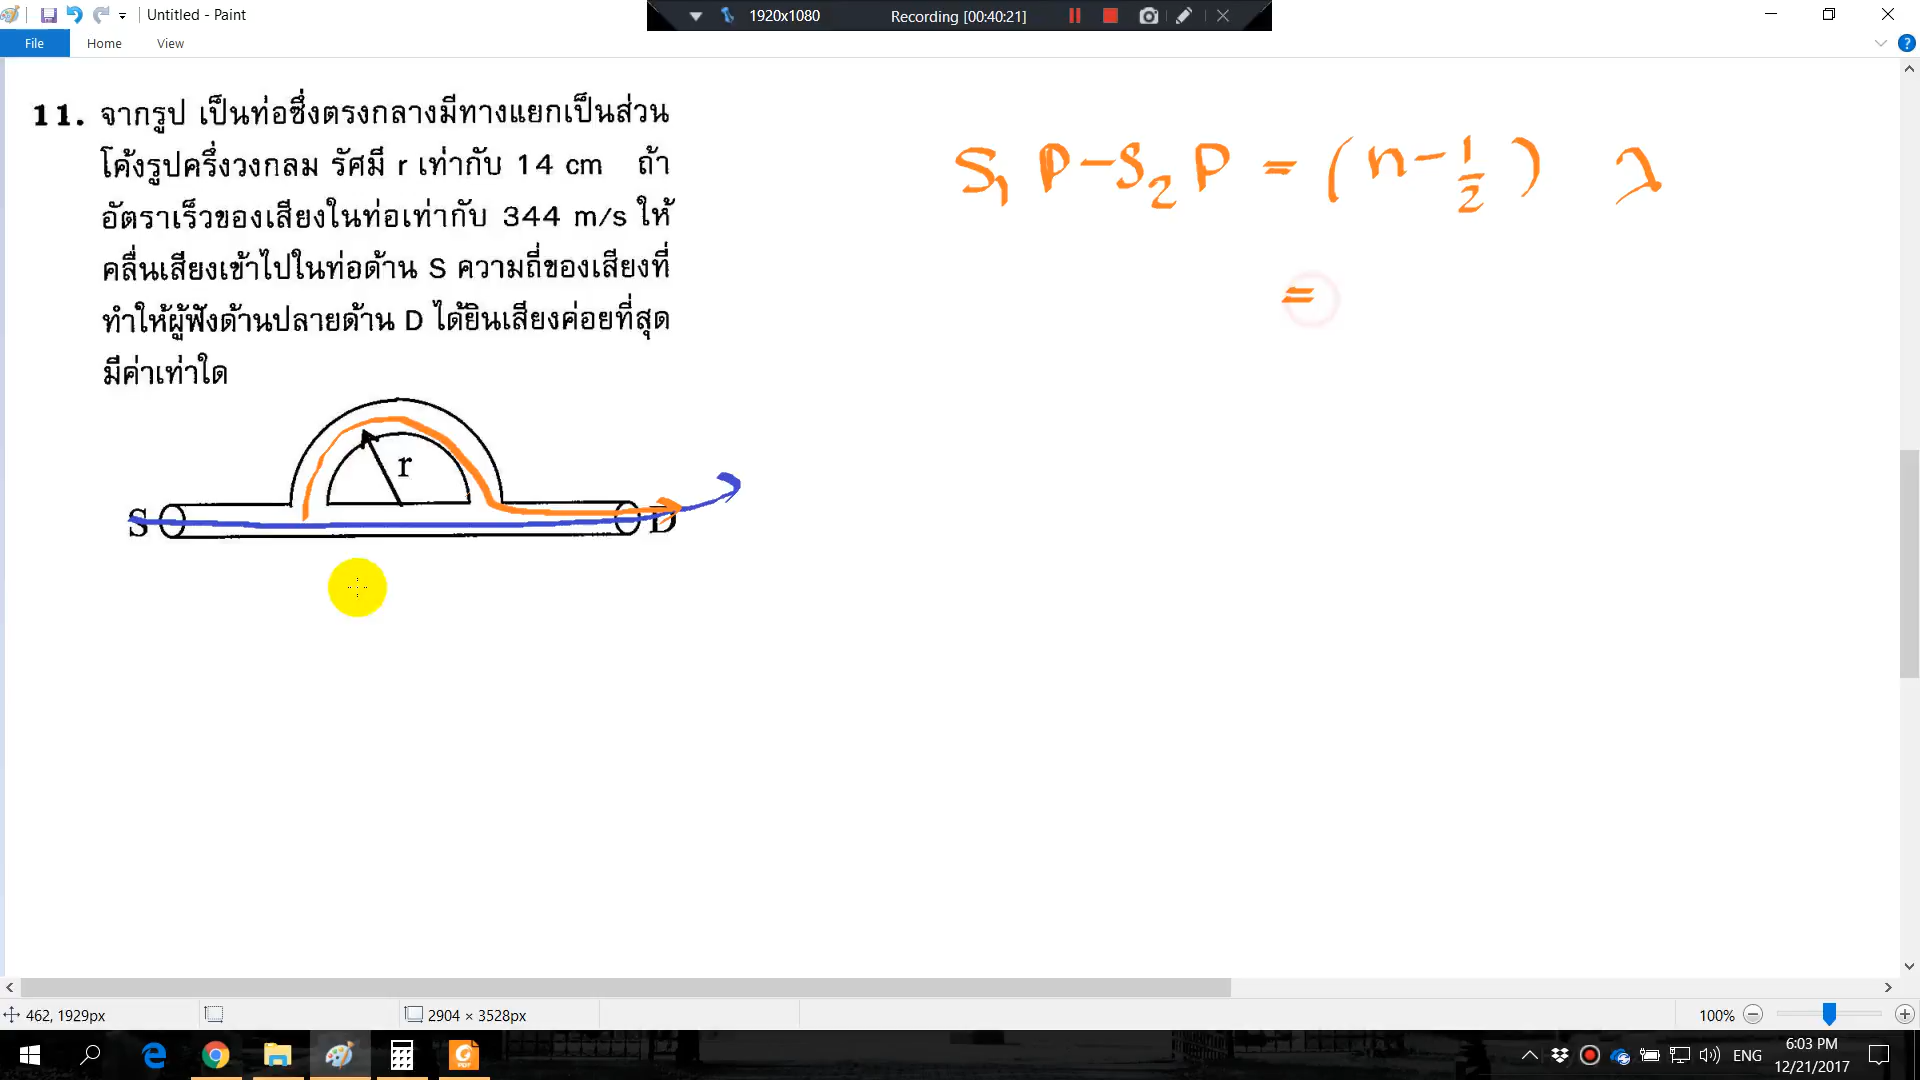 Untitled - Paint
1920x1080
Recording [00:40:21]
File Home View
11. จากรูป เป็นท่อซึ่งตรงกลางมีทางแยกเป็นส่วน
โค้งรูปครึ่งวงกลม รัศมี r เท่ากับ 14 cm ถ้า
อัตราเร็วของเสียงในท่อเท่ากับ 344 m/s ให้
คลื่นเสียงเข้าไปในท่อด้าน S ความถี่ของเสียงที่
ทำให้ผู้ฟังด้านปลายด้าน D ได้ยินเสียงค่อยที่สุด
มีค่าเท่าใด
S₁P-S₂P = (n-½) λ
=
r
S
D
462, 1929px
2904 × 3528px
100%
ENG
6:03 PM
12/21/2017